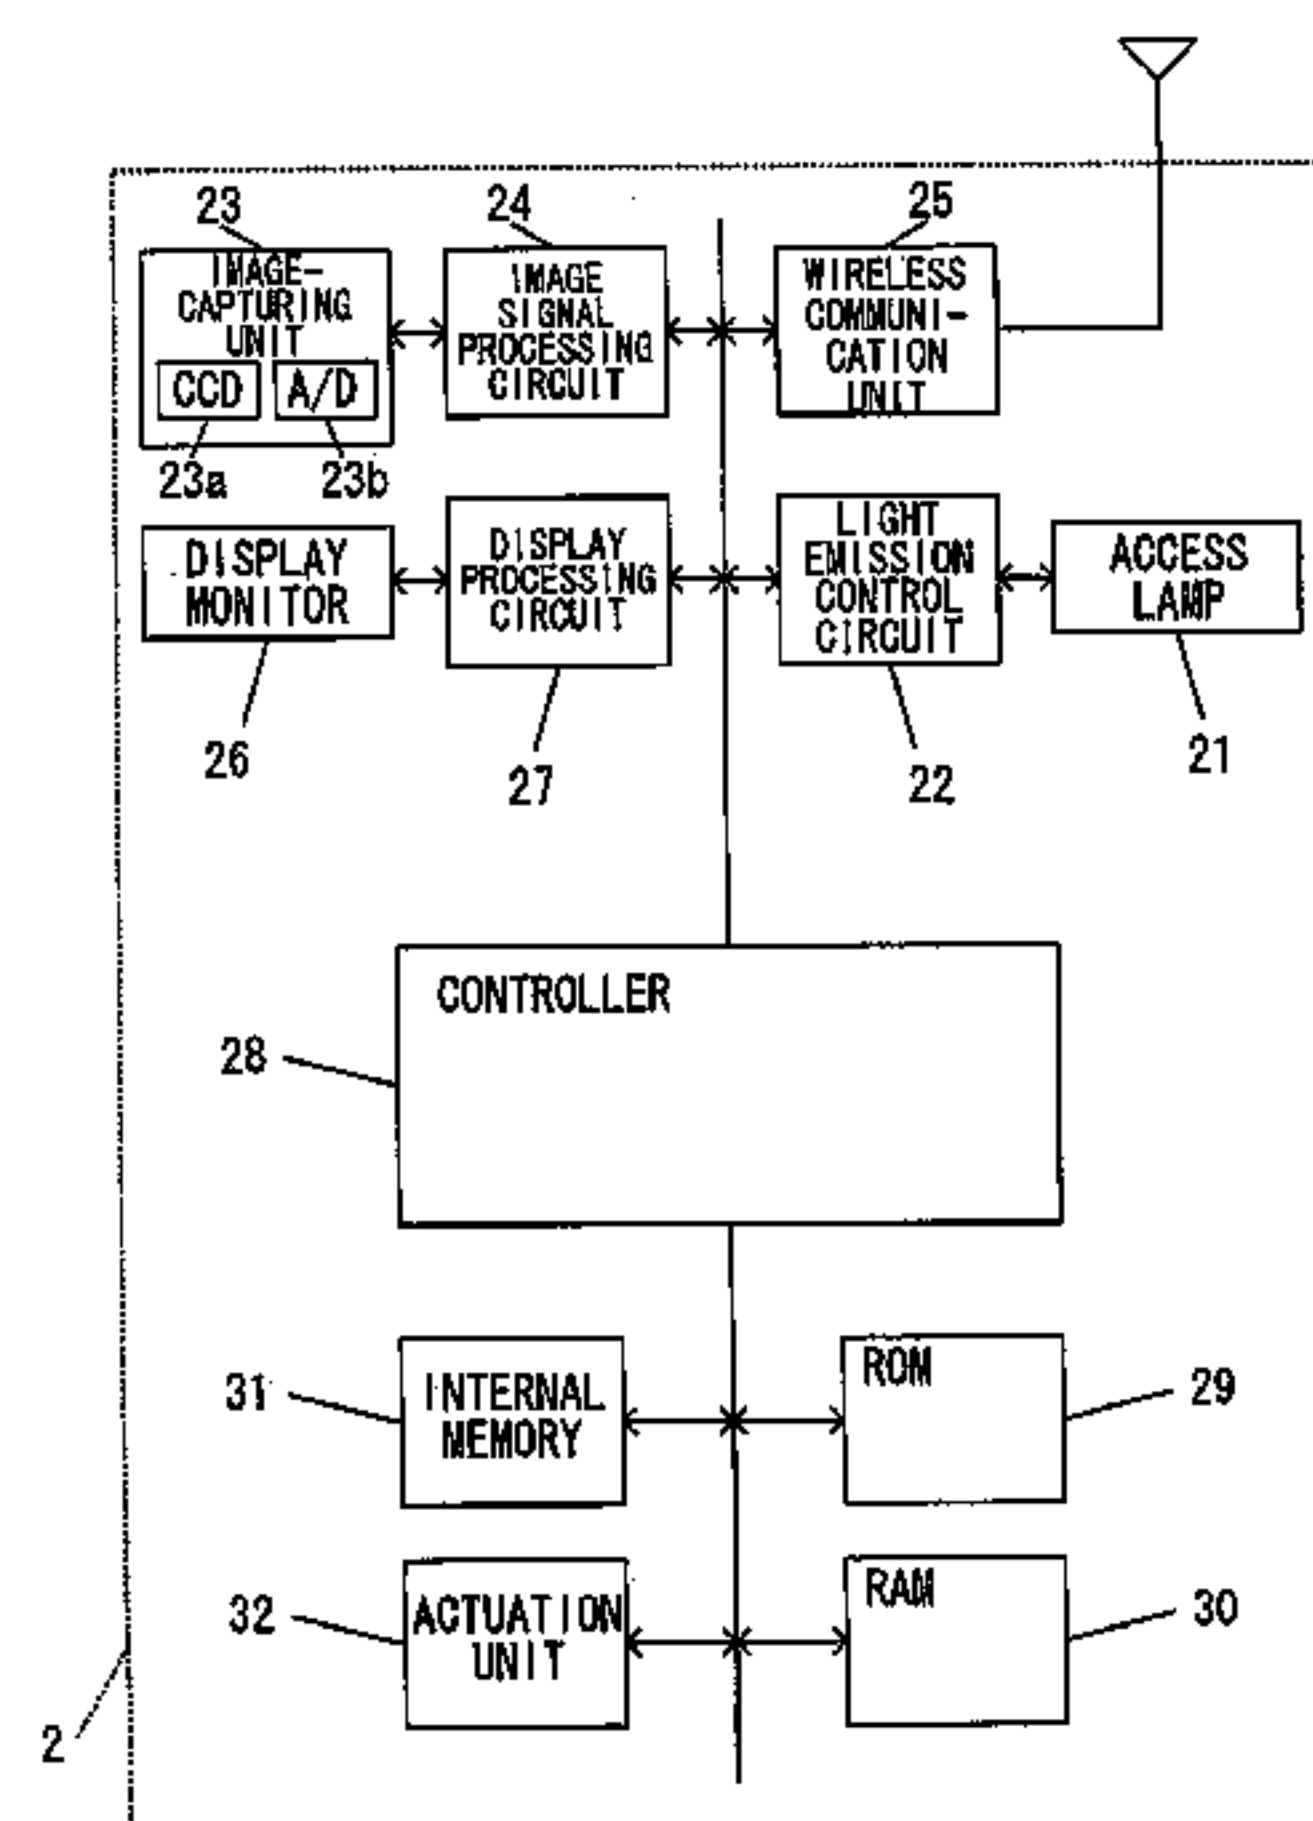 23
24
25
IMAGE-
CAPTURING
UNIT
CCD
A/D
23a
23b
IMAGE
SIGNAL
PROCESSING
CIRCUIT
WIRELESS
COMMUNI-
CATION
UNIT
DISPLAY
MONITOR
26
DISPLAY
PROCESSING
CIRCUIT
27
LIGHT
EMISSION
CONTROL
CIRCUIT
22
ACCESS
LAMP
21
CONTROLLER
28
31
INTERNAL
MEMORY
ROM
29
32
ACTUATION
UNIT
RAM
30
2